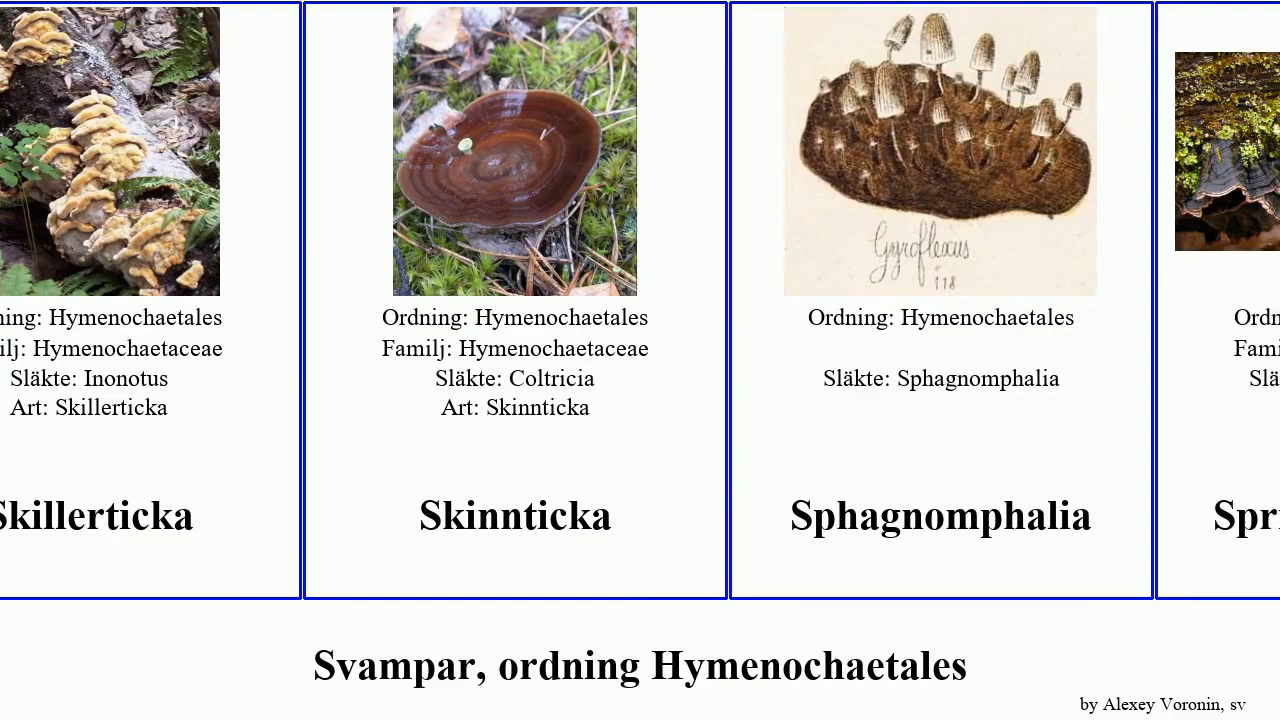 ning: Hymenochaetales
ilj: Hymenochaetaceae
Släkte: Inonotus
Art: Skillerticka
Skillerticka
Ordning: Hymenochaetales
Familj: Hymenochaetaceae
Släkte: Coltricia
Art: Skinnticka
Skinnticka
Gyroflexus
118
Ordning: Hymenochaetales
Släkte: Sphagnomphalia
Sphagnomphalia
Ordn
Fami
Slä
Spr
Svampar, ordning Hymenochaetales
by Alexey Voronin, sv